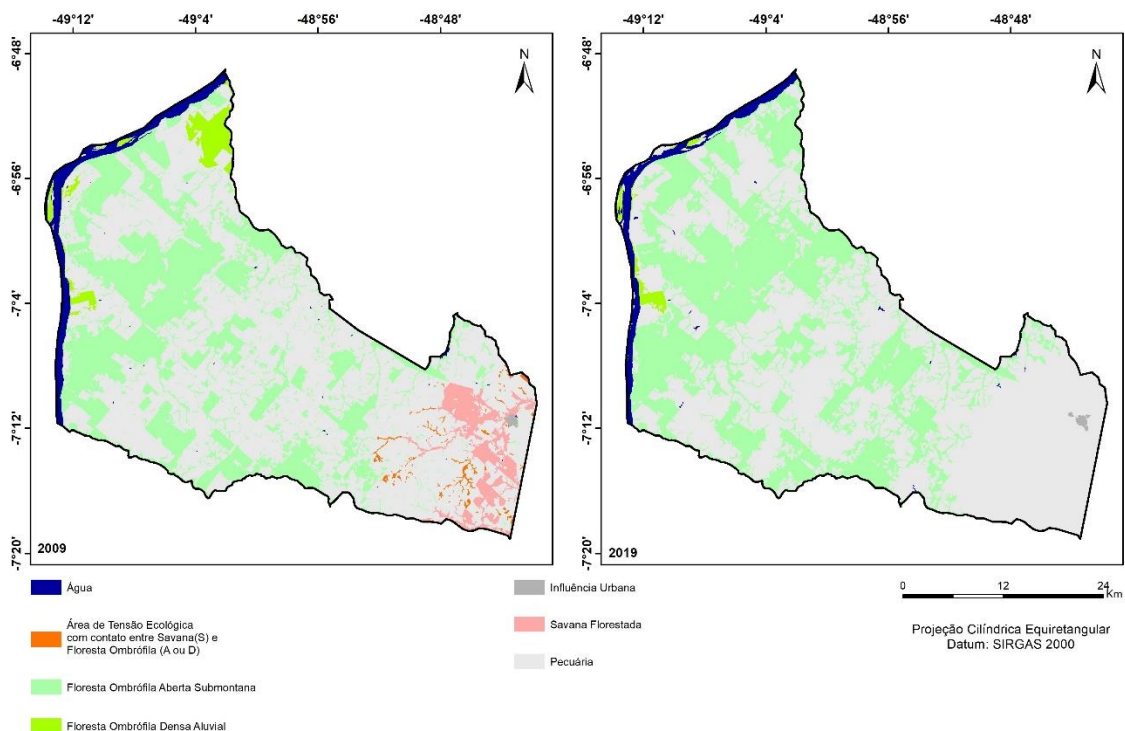 -49°12' -49°4' -48°56' -48°48'
-49°12' -49°4' -48°56' -48°48'
-6°48'
-6°56'
-7°4'
-7°12'
-7°20'
N
2009
-6°48'
-6°56'
-7°4'
-7°12'
-7°20'
N
2019
Água
Área de Tensão Ecológica
com contato entre Savana(S) e
Floresta Ombrófila (A ou D)
Floresta Ombrófila Aberta Submontana
Floresta Ombrófila Densa Aluvial
Influência Urbana
Savana Florestada
Pecuária
0 12 24
Km
Projeção Cilíndrica Equiretangular
Datum: SIRGAS 2000